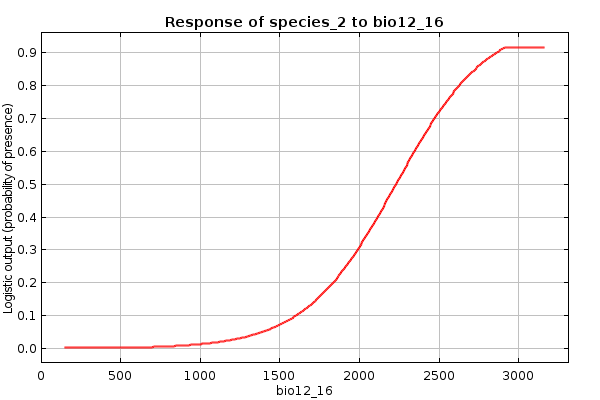 Response of species_2 to bio12_16
Logistic output (probability of presence)
0.9
0.8
0.7
0.6
0.5
0.4
0.3
0.2
0.1
0.0
0 500 1000 1500 2000 2500 3000
bio12_16